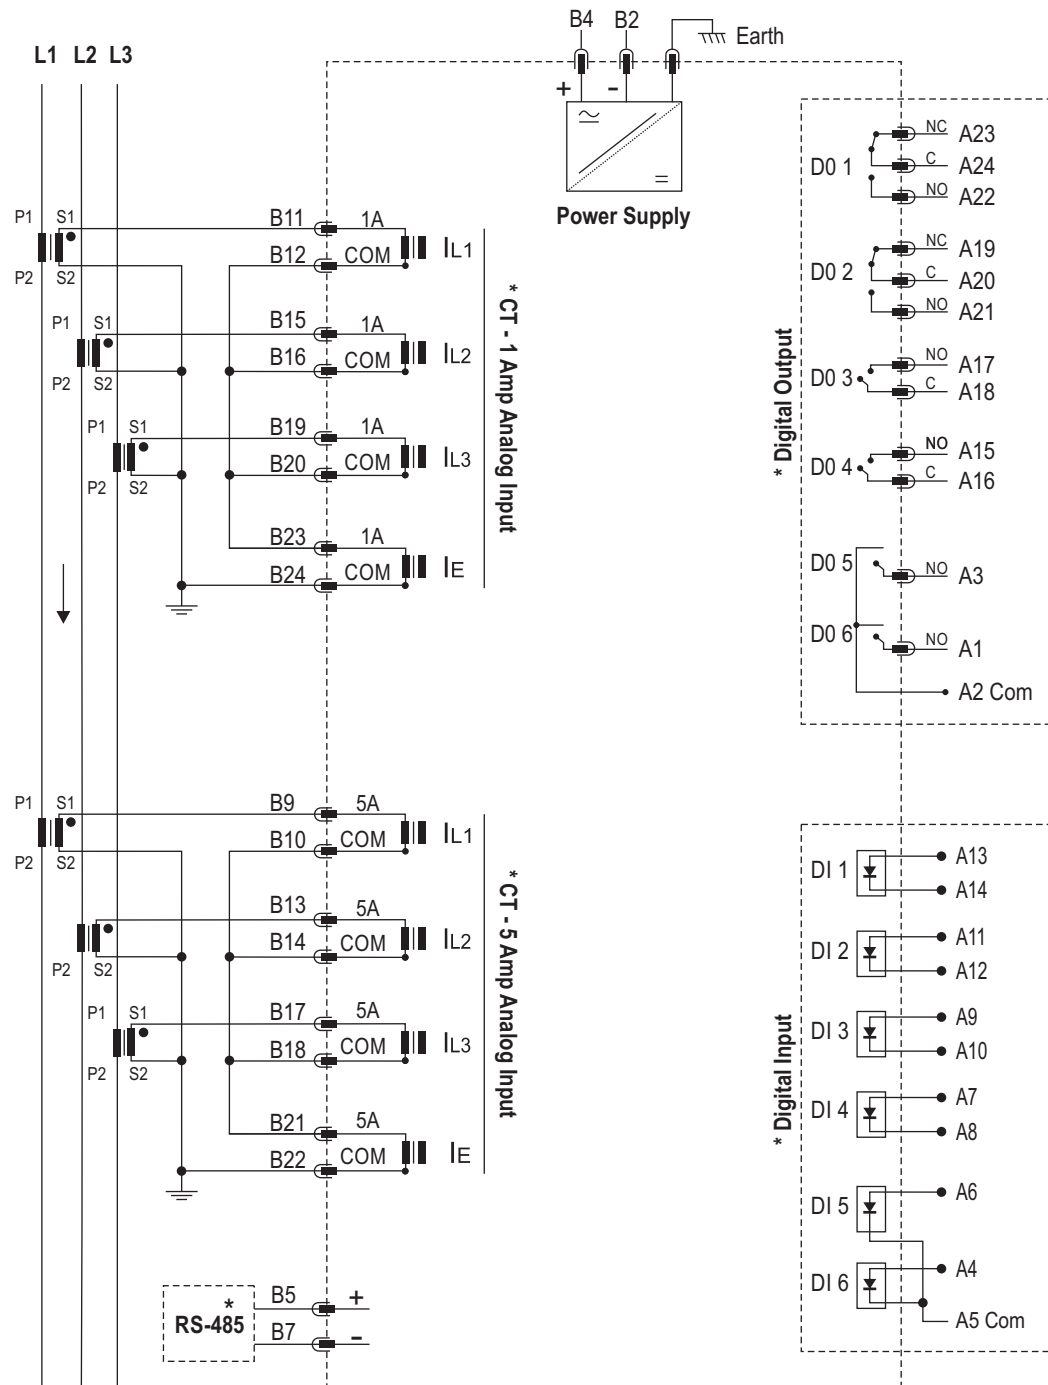 L1 L2 L3
B4 B2
Earth
+ -
Power Supply
P1 S1
P2 S2
B11 1A
B12 COM
IL1
P1 S1
P2 S2
B15 1A
B16 COM
IL2
P1 S1
P2 S2
B19 1A
B20 COM
IL3
B23 1A
B24 COM
IE
* CT - 1 Amp Analog Input
P1 S1
P2 S2
B9 5A
B10 COM
IL1
P2 S2
B13 5A
B14 COM
IL2
P1 S1
P2 S2
B17 5A
B18 COM
IL3
B21 5A
B22 COM
IE
* CT - 5 Amp Analog Input
*
RS-485
B5 +
B7 -
* Digital Output
D0 1
NC A23
C A24
NO A22
D0 2
NC A19
C A20
NO A21
D0 3
NO A17
C A18
D0 4
NO A15
C A16
D0 5
NO A3
D0 6
NO A1
A2 Com
* Digital Input
DI 1
A13
A14
DI 2
A11
A12
DI 3
A9
A10
DI 4
A7
A8
DI 5
A6
DI 6
A4
A5 Com